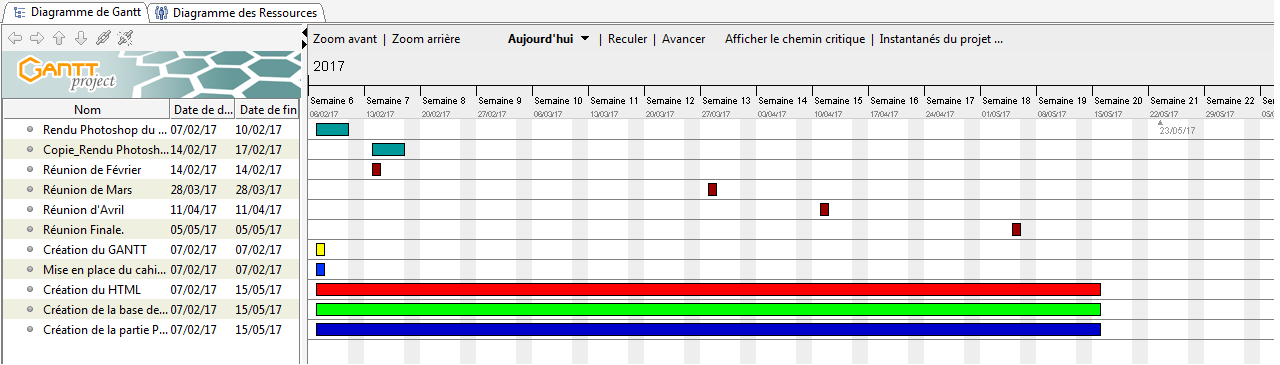 Diagramme de Gantt Diagramme des Ressources
Zoom avant | Zoom arrière Aujourd'hui | Reculer | Avancer Afficher le chemin critique | Instantanés du projet ...
GANTT
project
2017
Nom Date de d... Date de fin
Semaine 6 Semaine 7 Semaine 8 Semaine 9 Semaine 10 Semaine 11 Semaine 12 Semaine 13 Semaine 14 Semaine 15 Semaine 16 Semaine 17 Semaine 18 Semaine 19 Semaine 20 Semaine 21 Semaine 22
06/02/17 13/02/17 20/02/17 27/02/17 06/03/17 13/03/17 20/03/17 27/03/17 03/04/17 10/04/17 17/04/17 24/04/17 01/05/17 08/05/17 15/05/17 22/05/17 29/05/17
Rendu Photoshop du ... 07/02/17 10/02/17
23/05/17
Copie_Rendu Photosh... 14/02/17 17/02/17
Réunion de Février 14/02/17 14/02/17
Réunion de Mars 28/03/17 28/03/17
Réunion d'Avril 11/04/17 11/04/17
Réunion Finale. 05/05/17 05/05/17
Création du GANTT 07/02/17 07/02/17
Mise en place du cahi... 07/02/17 07/02/17
Création du HTML 07/02/17 15/05/17
Création de la base de... 07/02/17 15/05/17
Création de la partie P... 07/02/17 15/05/17